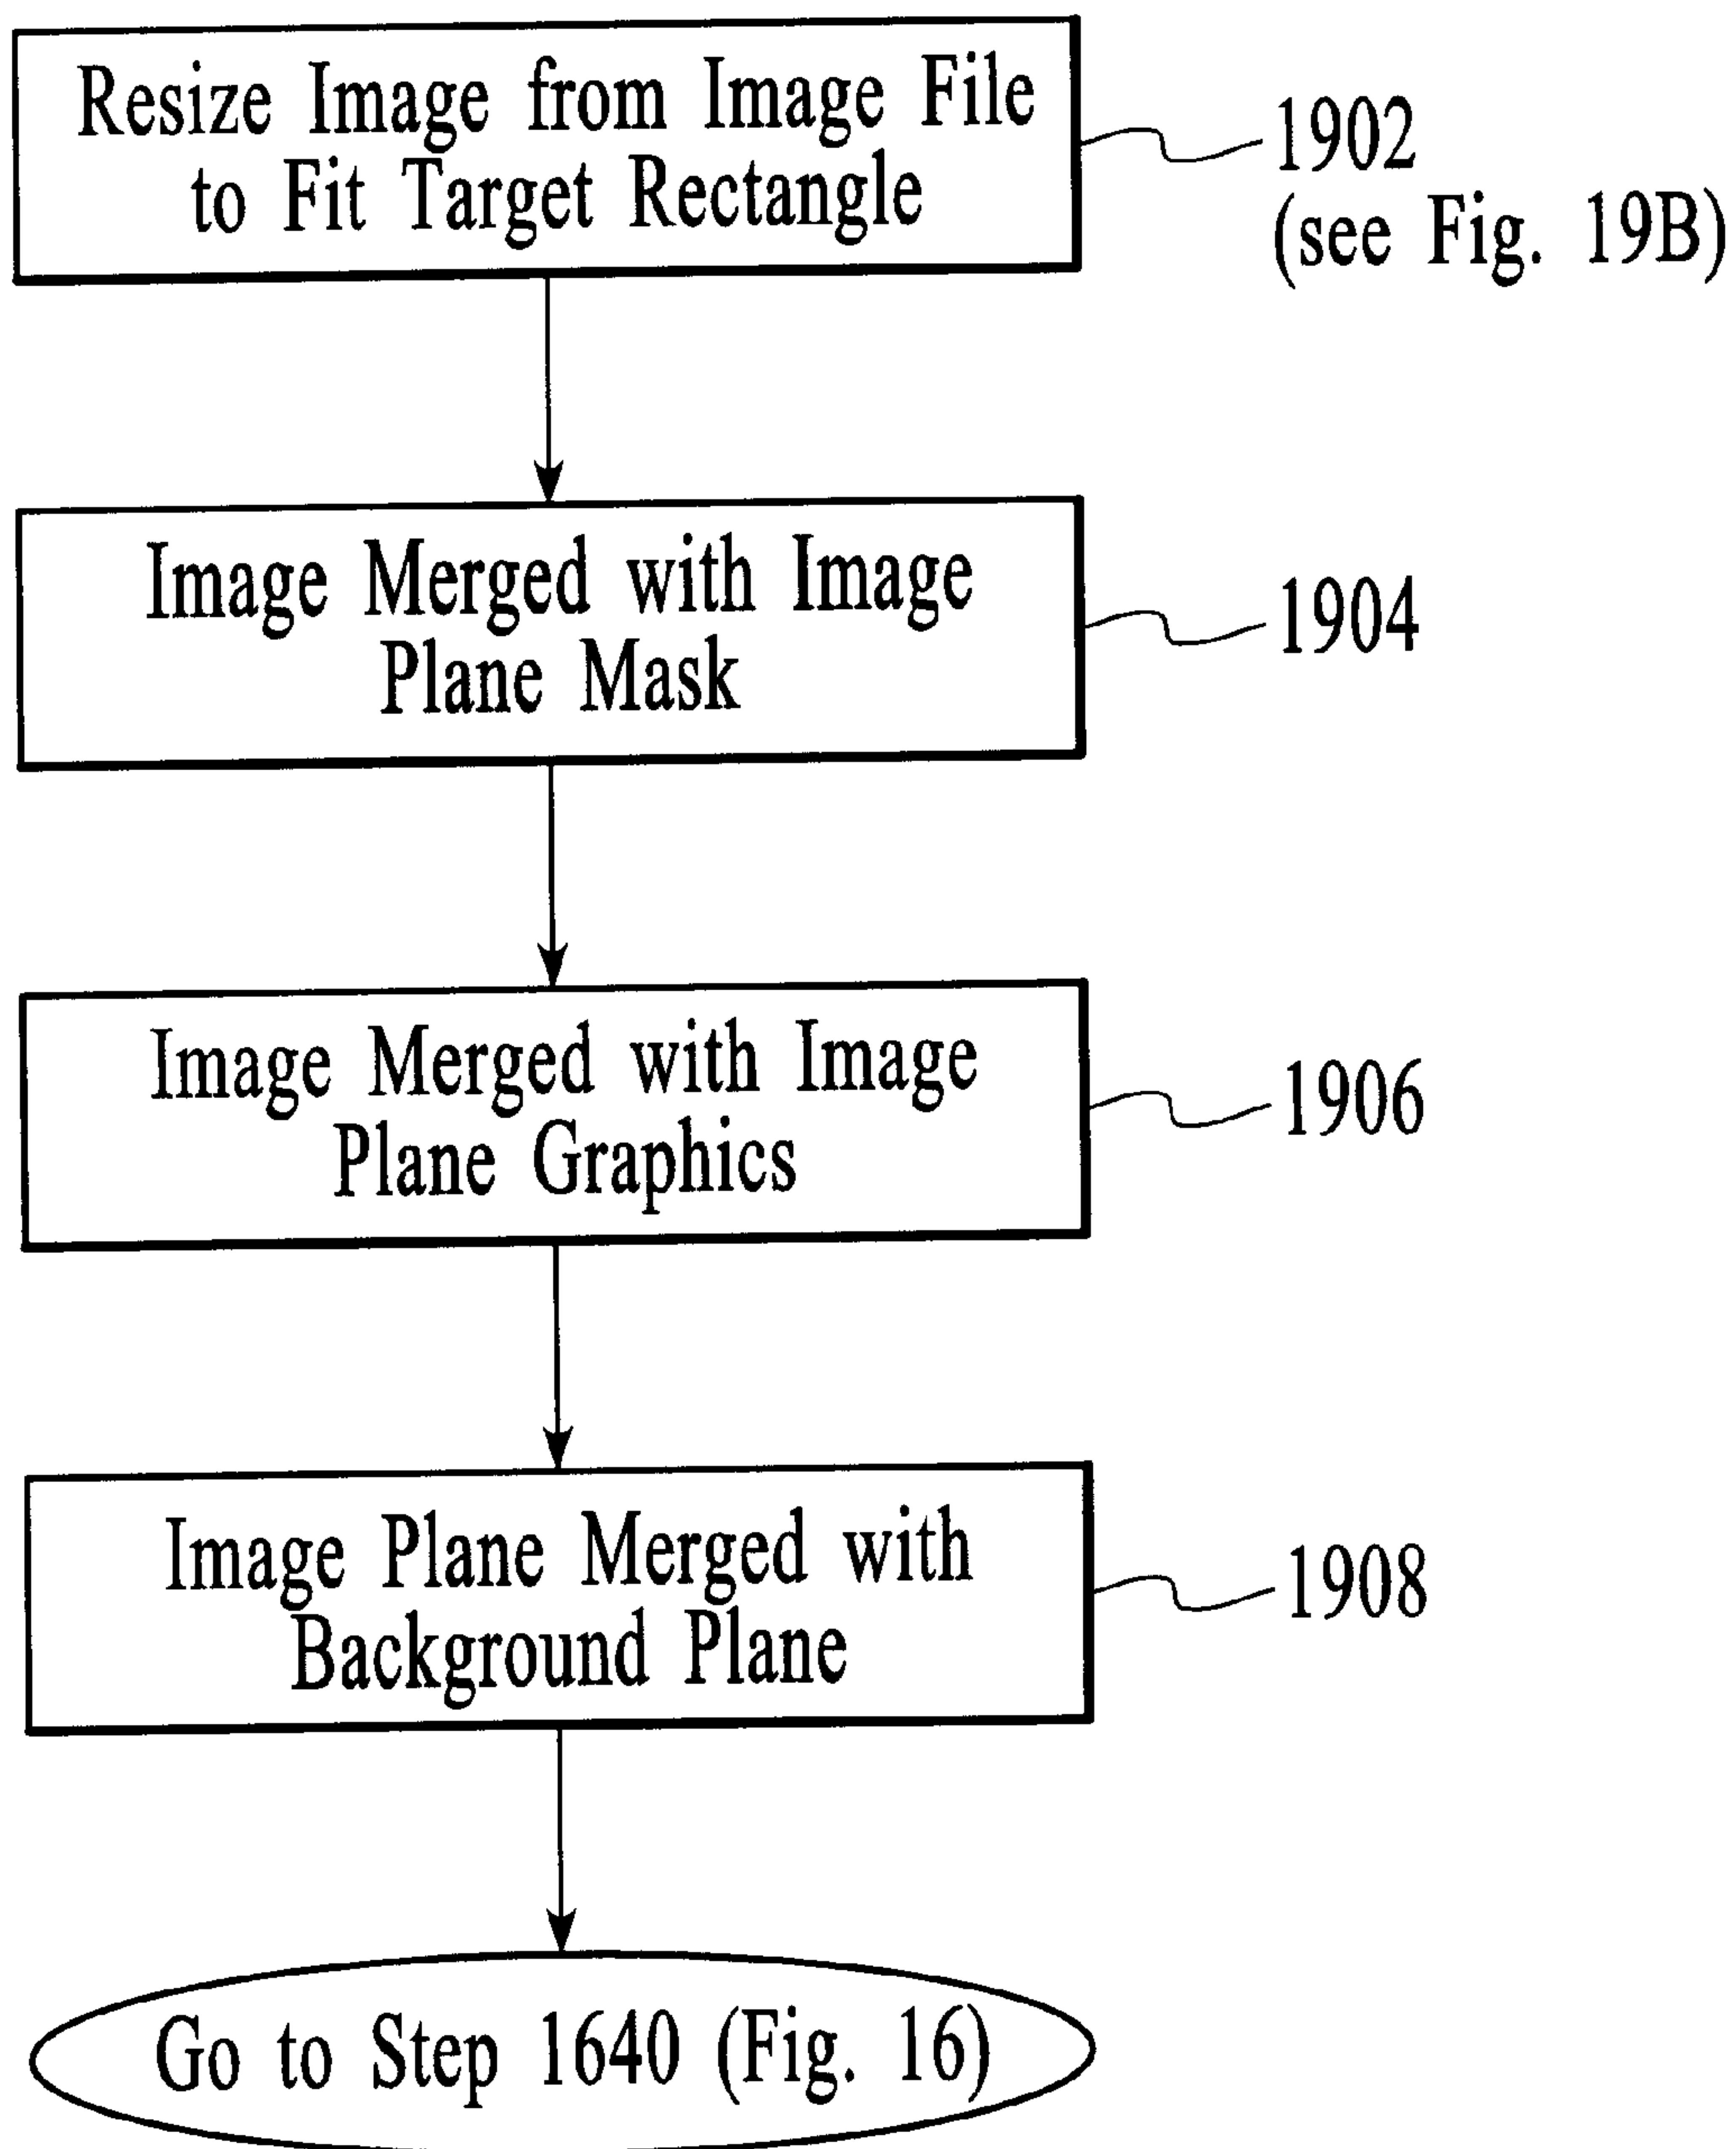 Resize Image from Image File
to Fit Target Rectangle
1902
(see Fig. 19B)
Image Merged with Image
Plane Mask
1904
Image Merged with Image
Plane Graphics
1906
Image Plane Merged with
Background Plane
1908
Go to Step 1640 (Fig. 16)